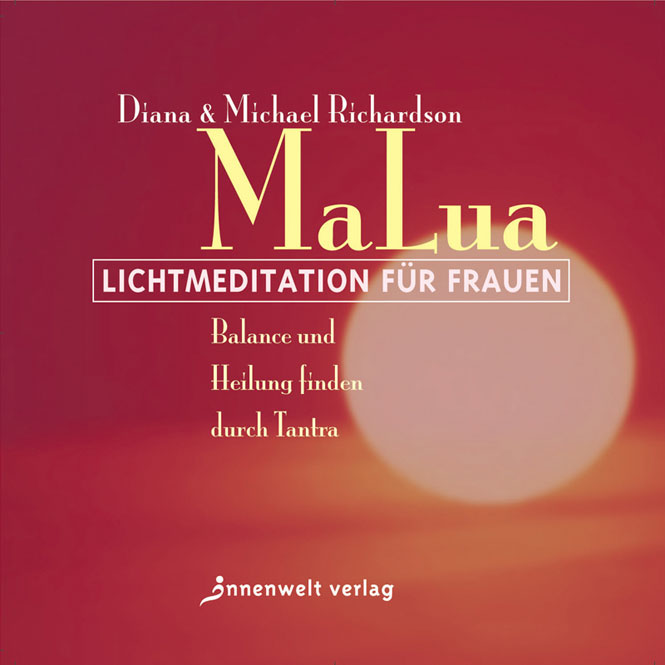 Diana & Michael Richardson
MaLua
LICHTMEDITATION FÜR FRAUEN
Balance und
Heilung finden
durch Tantra
innenwelt verlag